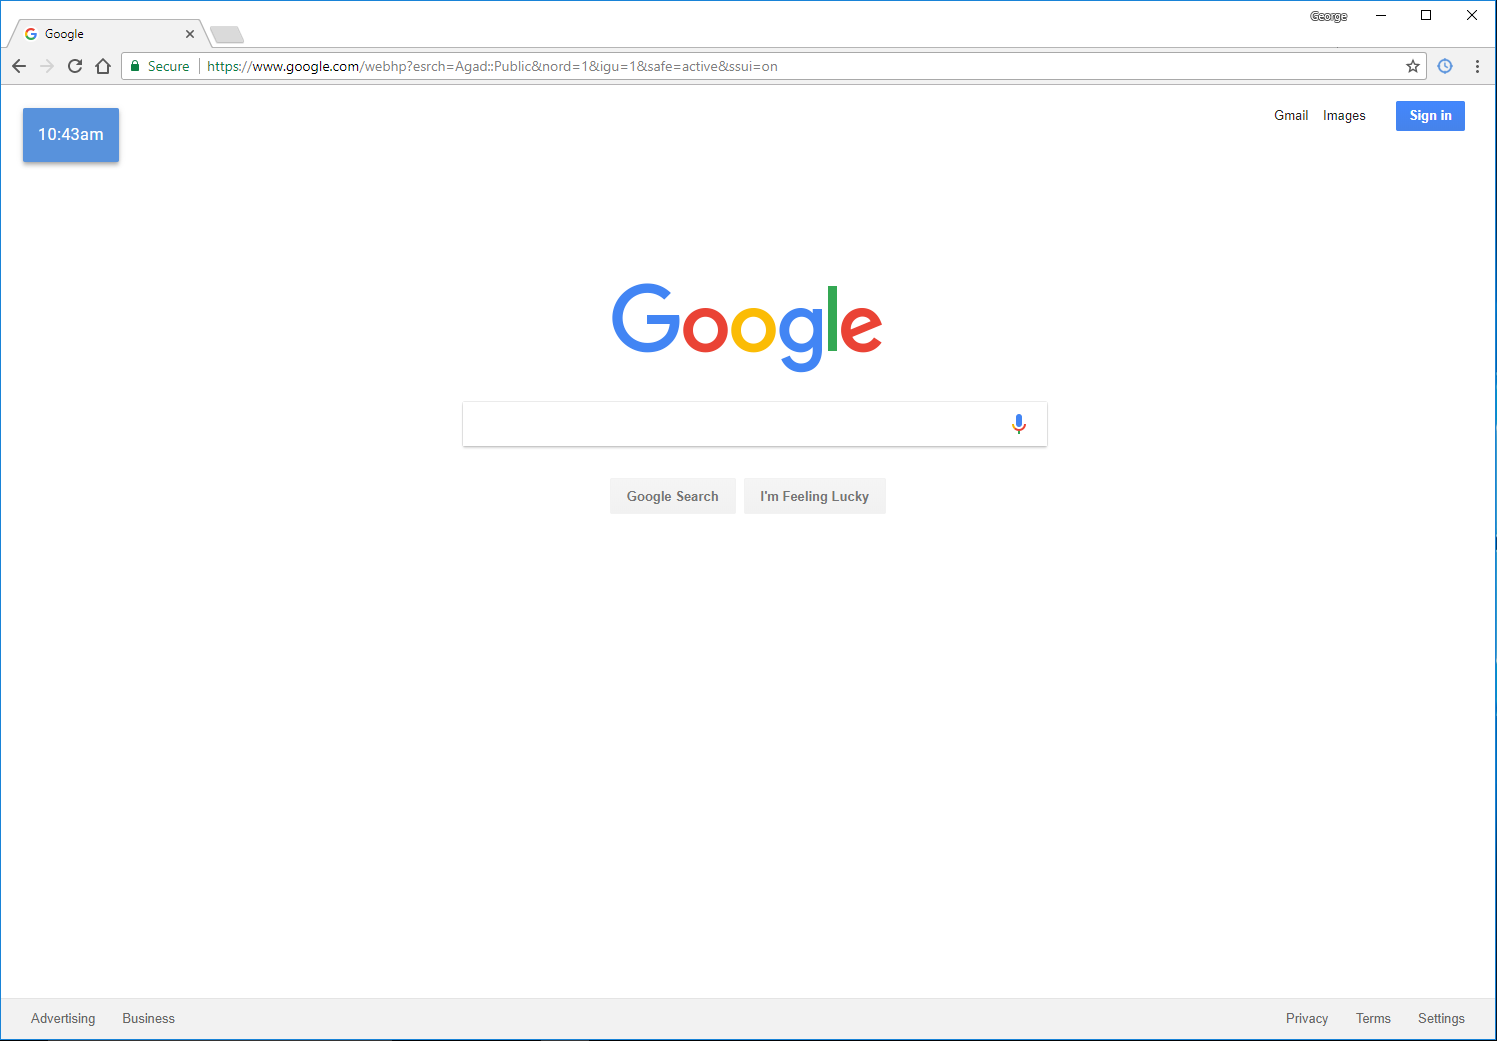 George
Google
Secure https://www.google.com/webhp?esrch=Agad::Public&nord=1&igu=1&safe=active&ssui=on
10:43am
Gmail Images Sign in
Google
Google Search I'm Feeling Lucky
Advertising Business Privacy Terms Settings